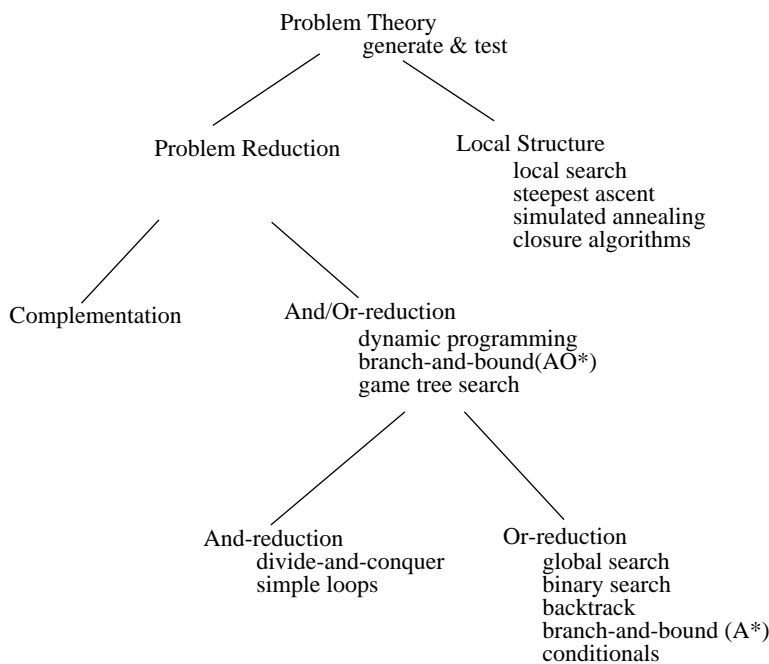 Problem Theory
generate & test
Problem Reduction
Local Structure
local search
steepest ascent
simulated annealing
closure algorithms
Complementation
And/Or-reduction
dynamic programming
branch-and-bound(AO*)
game tree search
And-reduction
divide-and-conquer
simple loops
Or-reduction
global search
binary search
backtrack
branch-and-bound (A*)
conditionals